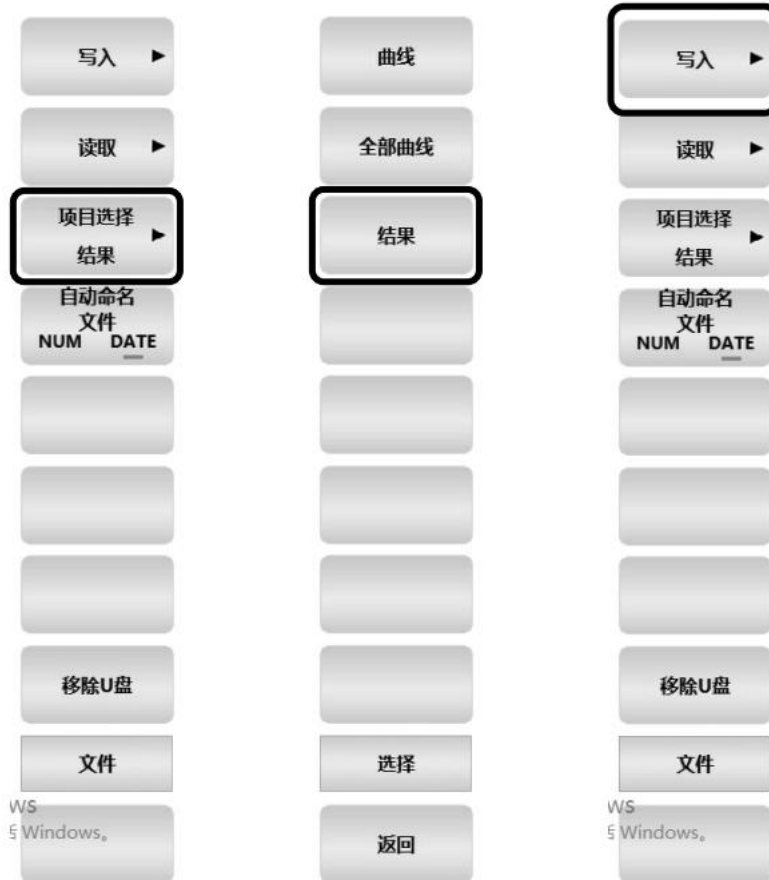 写入 ▶
读取 ▶
项目选择 ▶
结果
自动命名
文件
NUM DATE
移除U盘
文件
WS
Windows。
曲线
全部曲线
结果
选择
返回
写入 ▶
读取 ▶
项目选择 ▶
结果
自动命名
文件
NUM DATE
移除U盘
文件
WS
Windows。